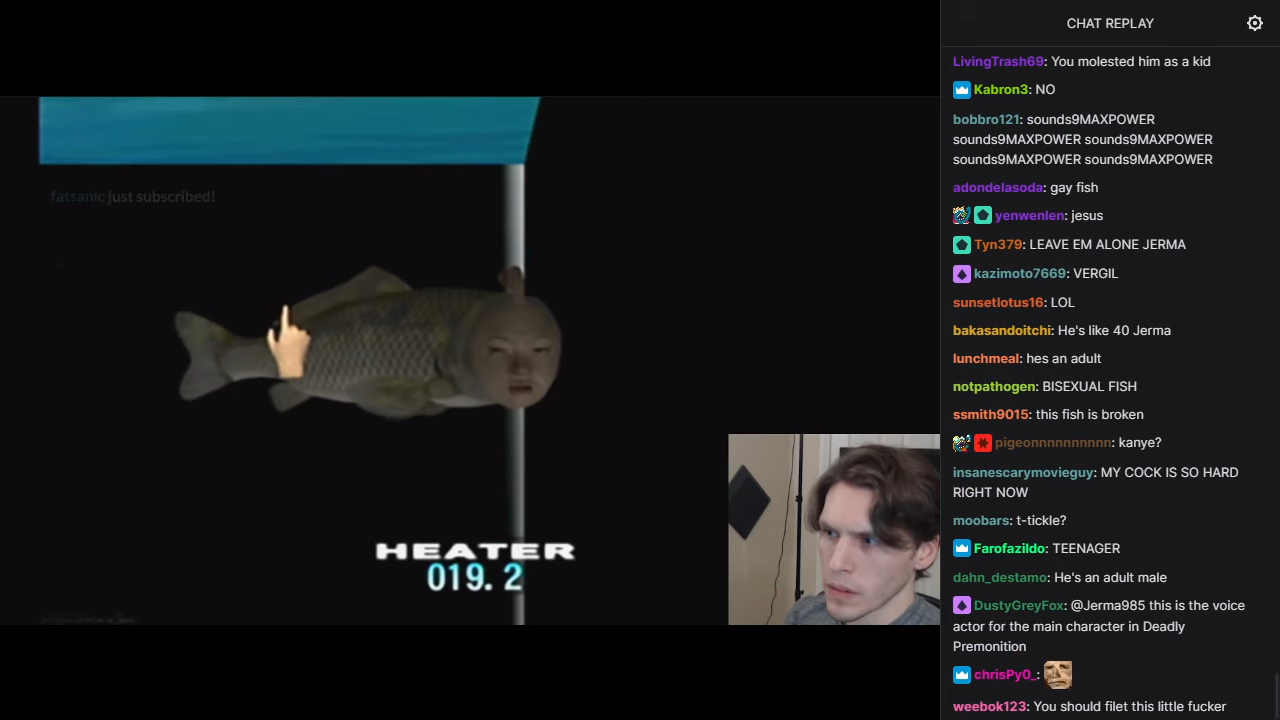 CHAT REPLAY
LivingTrash69: You molested him as a kid
Kabron3: NO
bobbro121: sounds9MAXPOWER
sounds9MAXPOWER sounds9MAXPOWER
sounds9MAXPOWER sounds9MAXPOWER
adondelasoda: gay fish
yenwenlen: jesus
Tyn379: LEAVE EM ALONE JERMA
kazimoto7669: VERGIL
sunsetlotus16: LOL
bakasandoitchi: He's like 40 Jerma
lunchmeal: hes an adult
notpathogen: BISEXUAL FISH
ssmith9015: this fish is broken
pigeonnnnnnnnnn: kanye?
insanescarymovieguy: MY COCK IS SO HARD
RIGHT NOW
moobars: t-tickle?
Farofazildo: TEENAGER
dahn_destamo: He's an adult male
DustyGreyFox: @Jerma985 this is the voice
actor for the main character in Deadly
Premonition
chrisPy0_:
weebok123: You should filet this little fucker
fatsanic just subscribed!
HEATER
019. 2